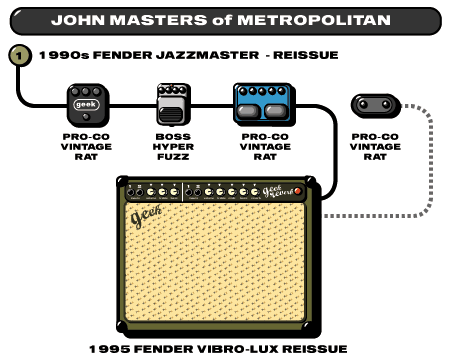 JOHN MASTERS of METROPOLITAN
1 1990s FENDER JAZZMASTER - REISSUE
geek
PRO-CO
VINTAGE
RAT
BOSS
HYPER
FUZZ
PRO-CO
VINTAGE
RAT
PRO-CO
VINTAGE
RAT
geek reverb
geek
1995 FENDER VIBRO-LUX REISSUE